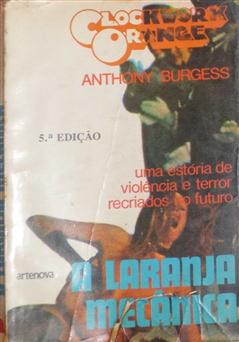 CLOCKWORK
ORANGE
ANTHONY BURGESS
5.ª EDIÇÃO
uma estória de
violência e terror
recriados no futuro
artenova
A LARANJA
MECÂNICA